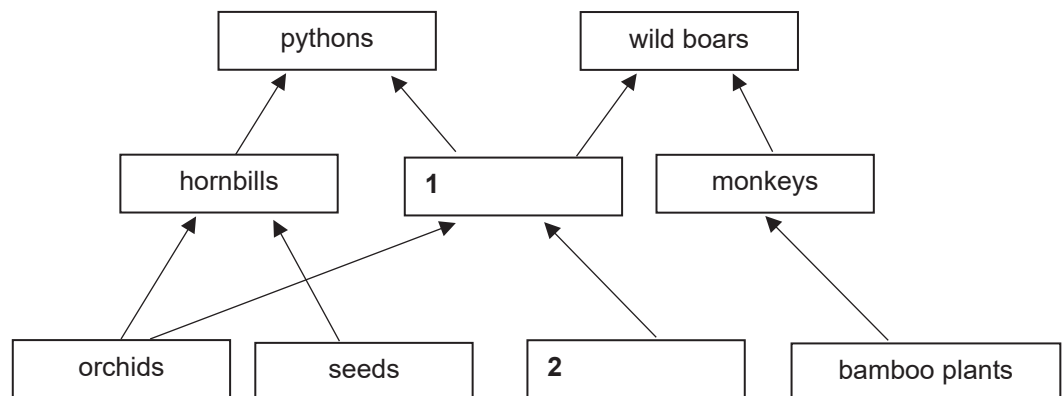 pythons wild boars
hornbills 1 monkeys
orchids seeds 2 bamboo plants